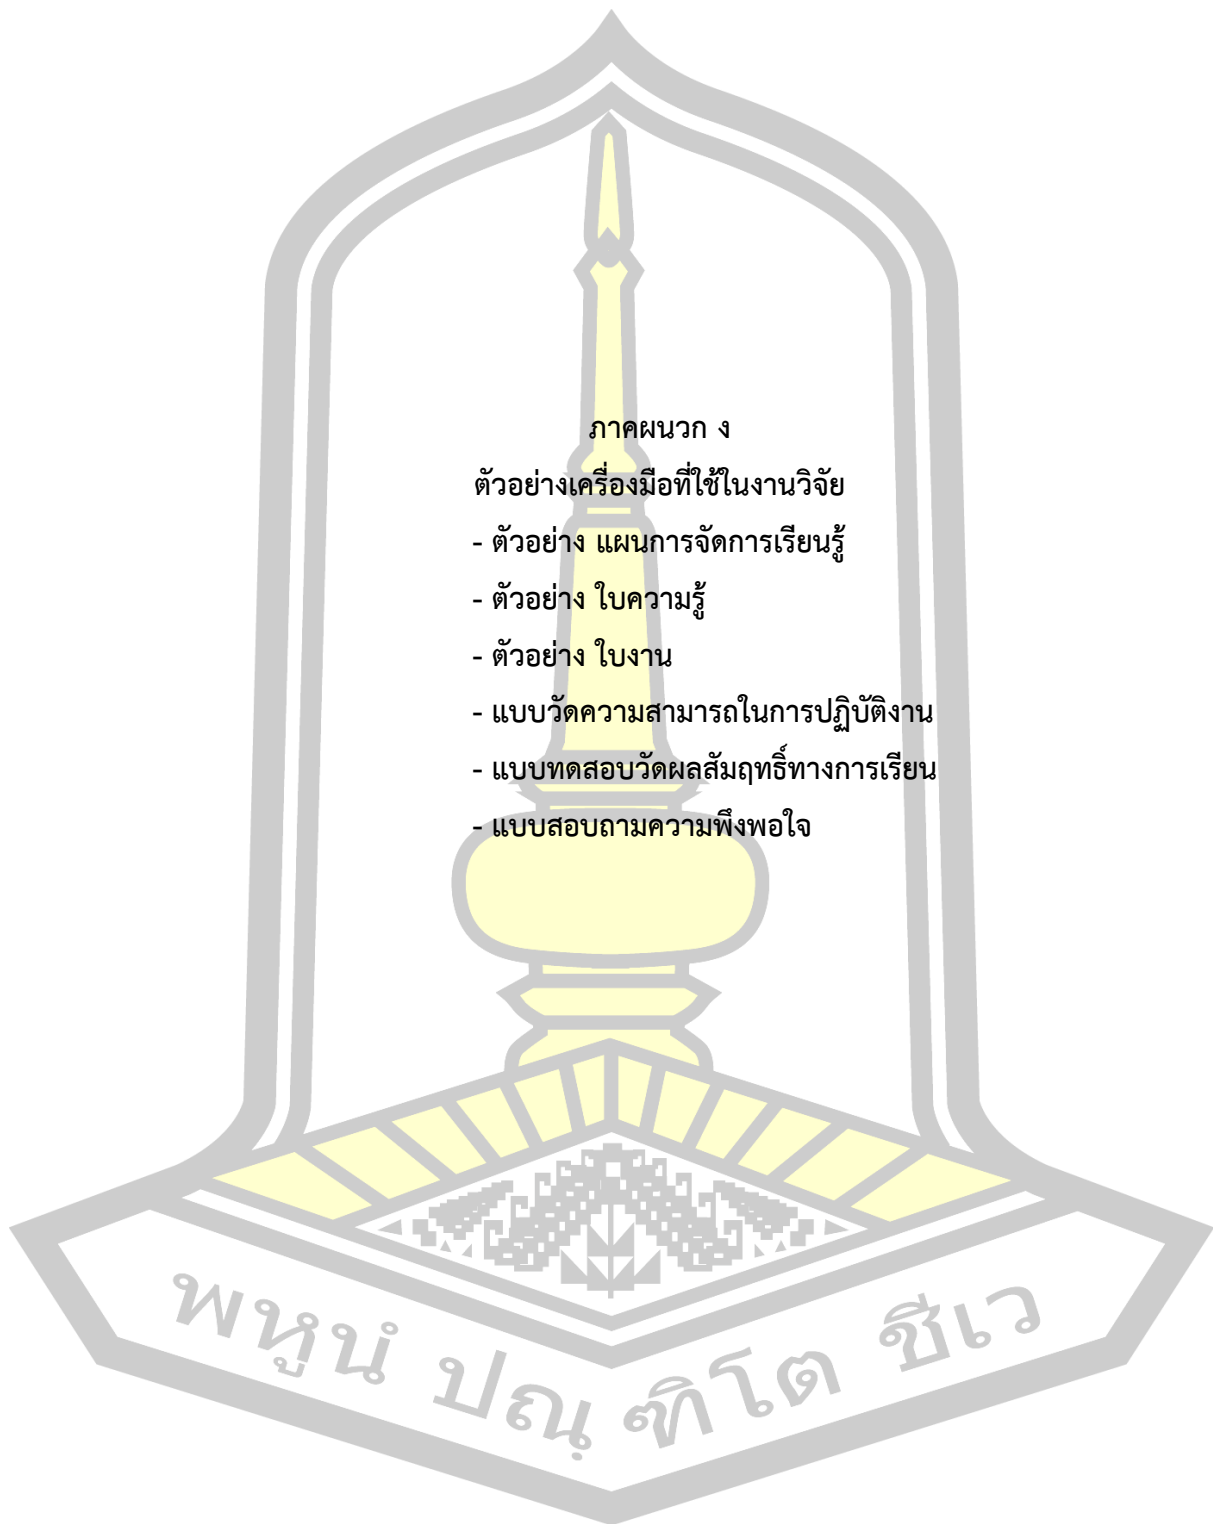 ภาคผนวก ง
ตัวอย่างเครื่องมือที่ใช้ในงานวิจัย
- ตัวอย่าง แผนการจัดการเรียนรู้
- ตัวอย่าง ใบความรู้
- ตัวอย่าง ใบงาน
- แบบวัดความสามารถในการปฏิบัติงาน
- แบบทดสอบวัดผลสัมฤทธิ์ทางการเรียน
- แบบสอบถามความพึงพอใจ
พหูนํ ปณฺฑิโต ชีเว